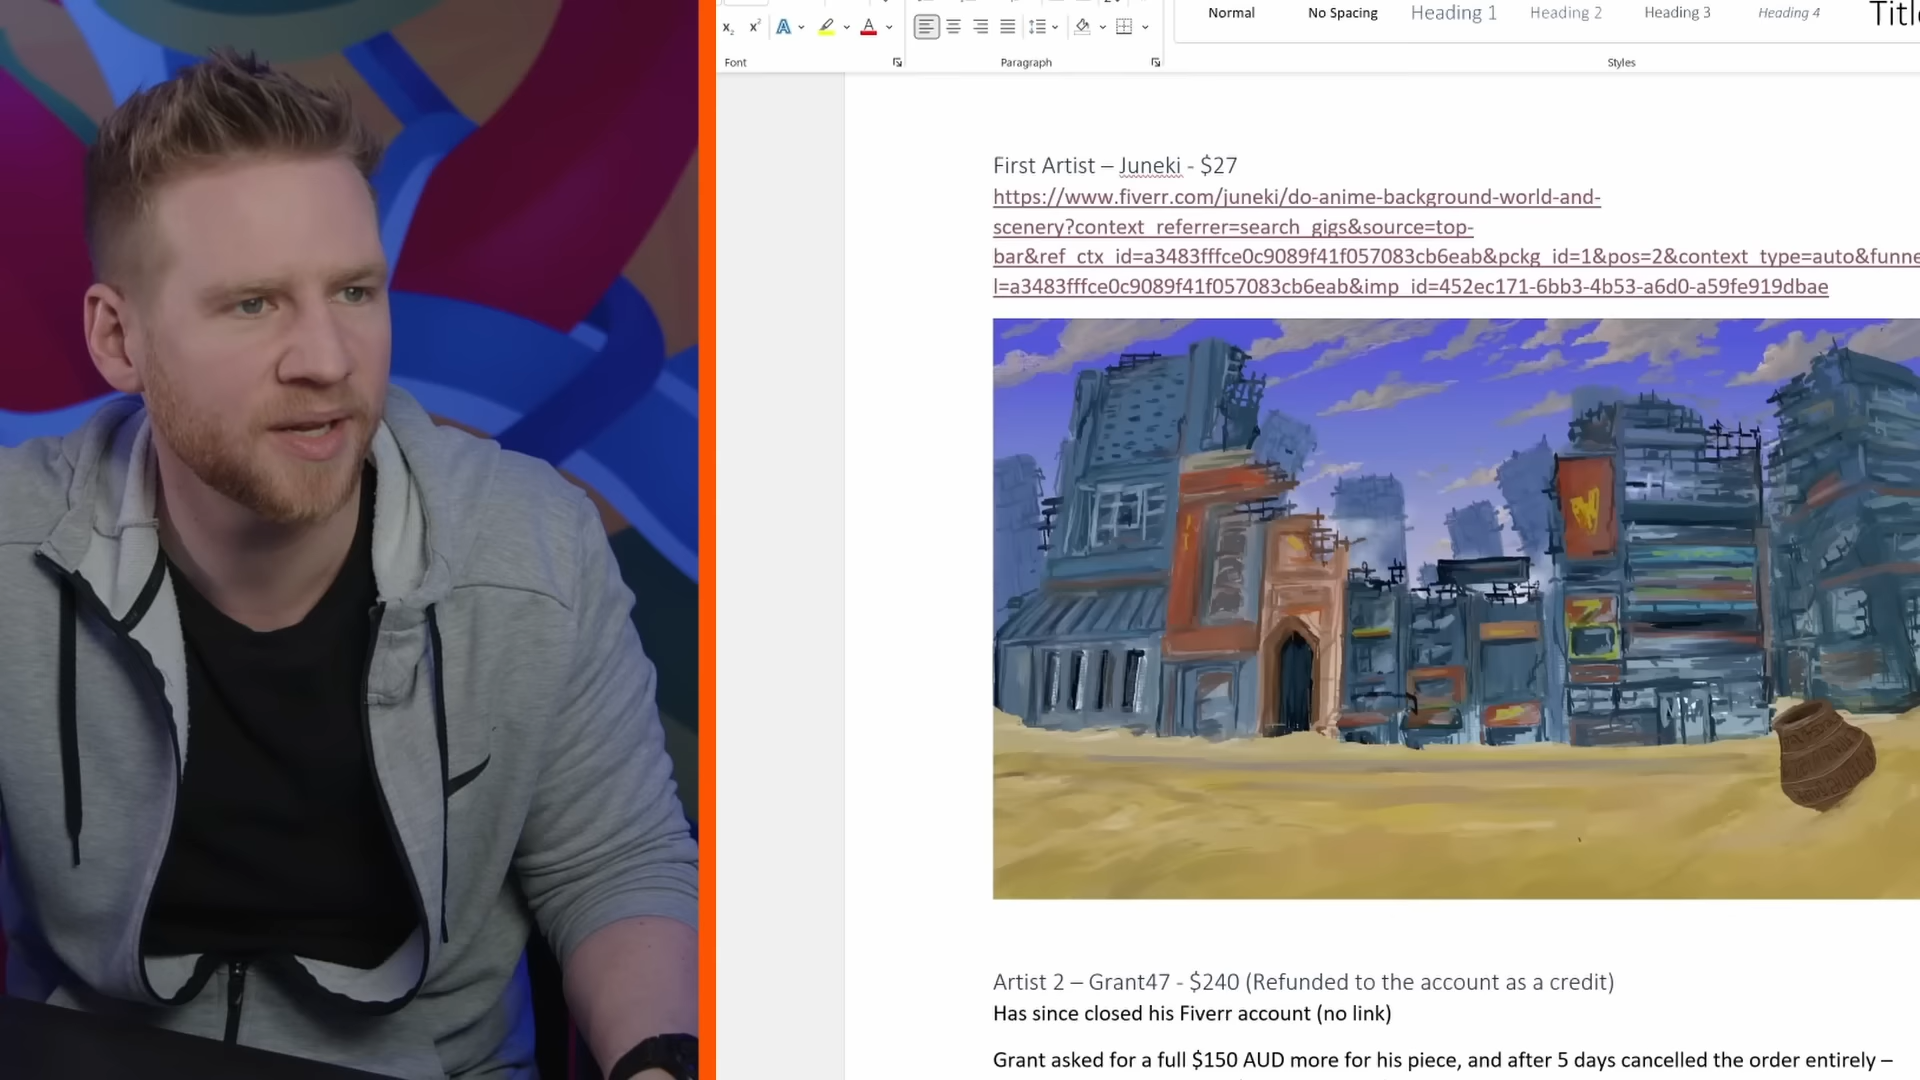 Normal
No Spacing
Heading 1
Heading 2
Heading 3
Heading 4
Titl
Font
Paragraph
Styles
First Artist – Juneki - $27
https://www.fiverr.com/juneki/do-anime-background-world-and-
scenery?context_referrer=search_gigs&source=top-
bar&ref_ctx_id=a3483fffce0c9089f41f057083cb6eab&pckg_id=1&pos=2&context_type=auto&funne
l=a3483fffce0c9089f41f057083cb6eab&imp_id=452ec171-6bb3-4b53-a6d0-a59fe919dbae
Artist 2 – Grant47 - $240 (Refunded to the account as a credit)
Has since closed his Fiverr account (no link)
Grant asked for a full $150 AUD more for his piece, and after 5 days cancelled the order entirely –